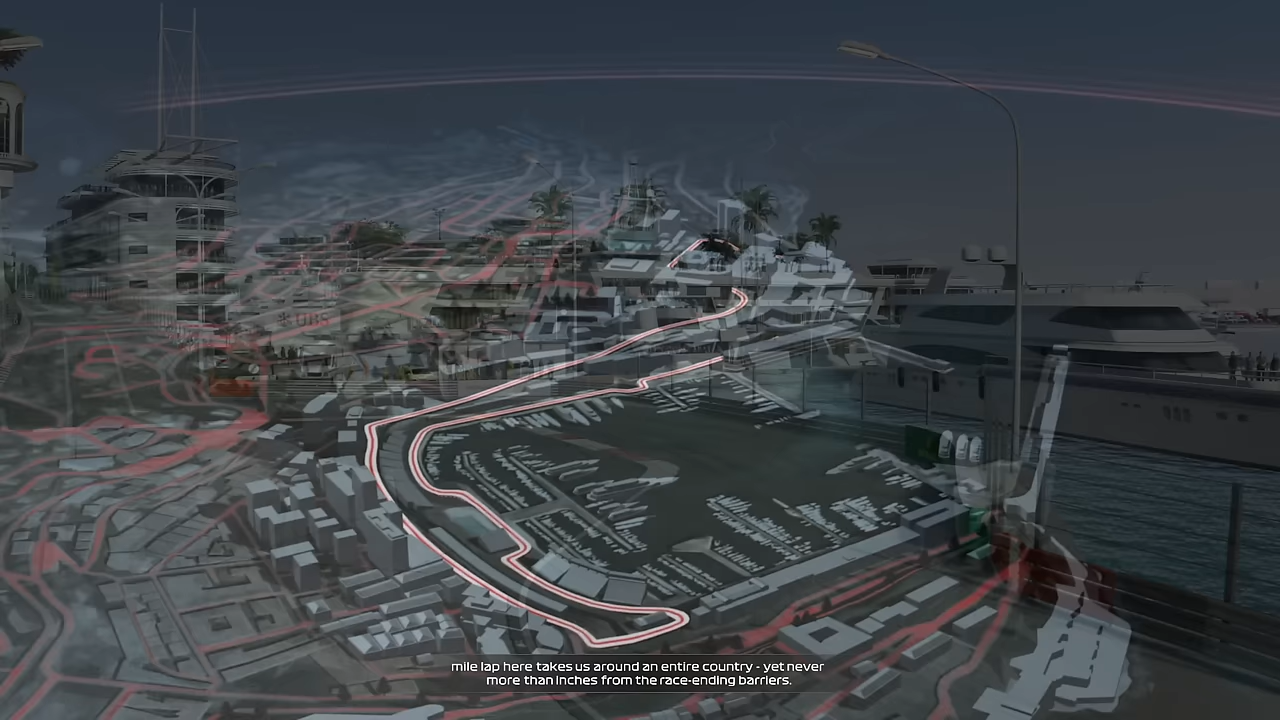 UBS
mile lap here takes us around an entire country - yet never
more than inches from the race-ending barriers.